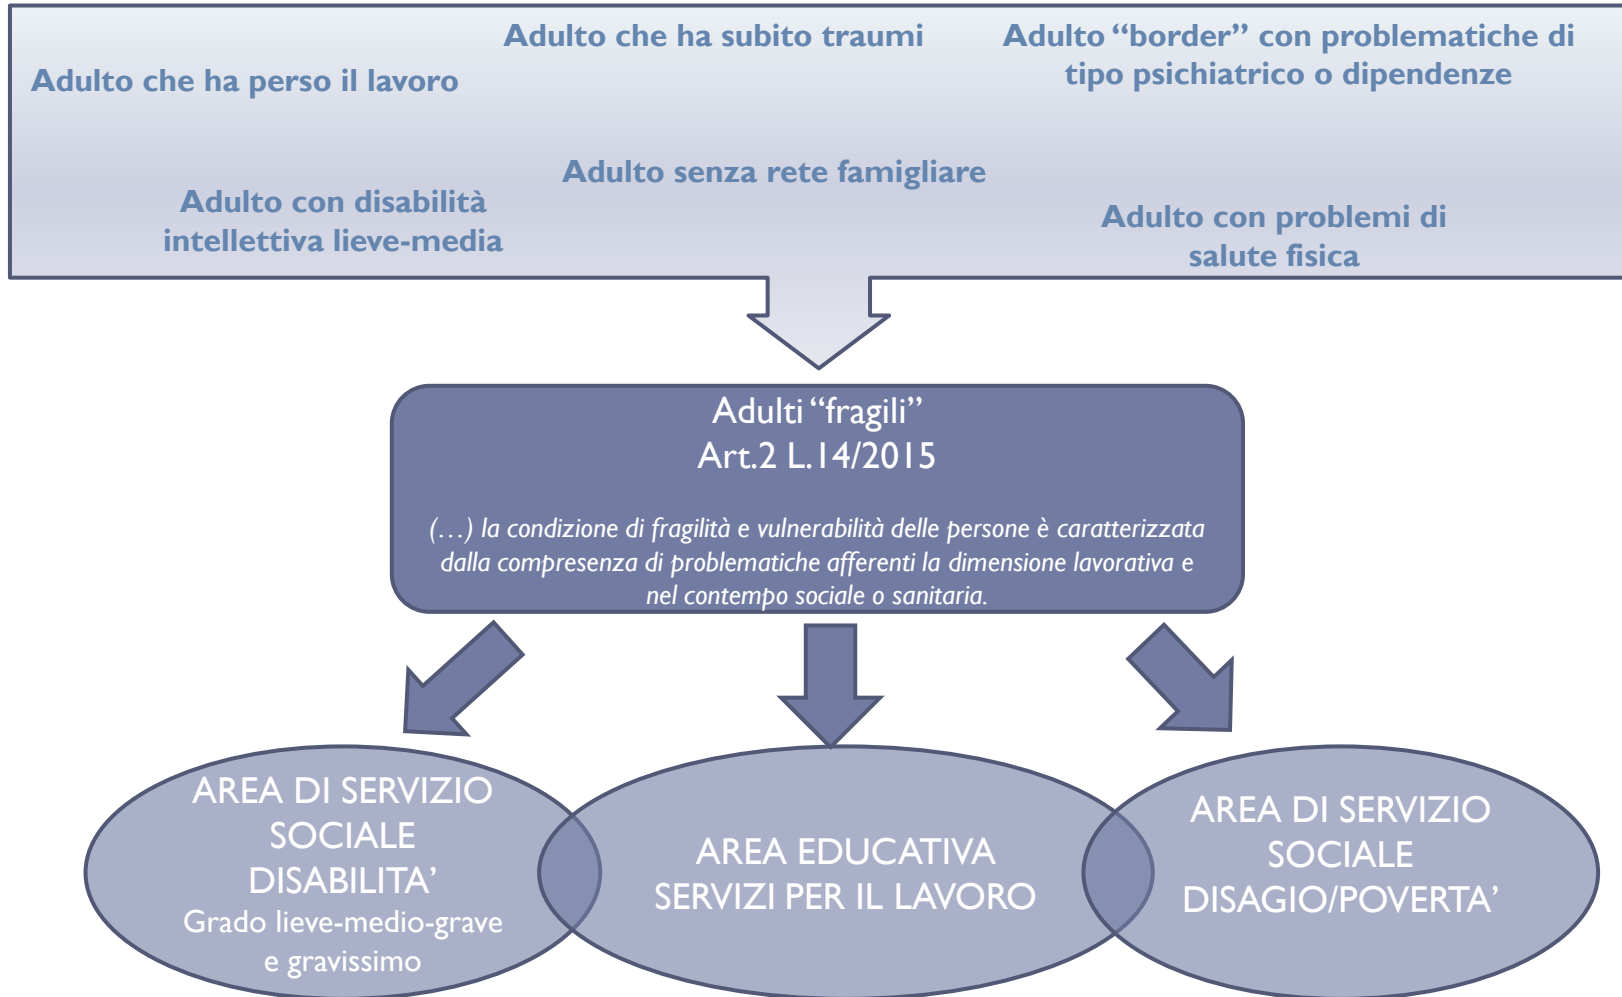 Adulto che ha subito traumi
Adulto “border” con problematiche di
tipo psichiatrico o dipendenze
Adulto che ha perso il lavoro
Adulto senza rete famigliare
Adulto con disabilità
intellettiva lieve-media
Adulto con problemi di
salute fisica
Adulti “fragili”
Art.2 L.14/2015
(…) la condizione di fragilità e vulnerabilità delle persone è caratterizzata
dalla compresenza di problematiche afferenti la dimensione lavorativa e
nel contempo sociale o sanitaria.
AREA DI SERVIZIO
SOCIALE
DISABILITA’
Grado lieve-medio-grave
e gravissimo
AREA EDUCATIVA
SERVIZI PER IL LAVORO
AREA DI SERVIZIO
SOCIALE
DISAGIO/POVERTA’